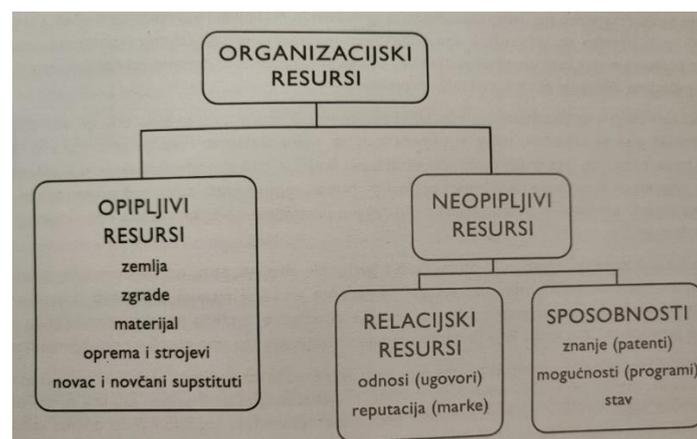 ORGANIZACIJSKI
RESURSI
OPIPLJIVI
RESURSI
zemlja
zgrade
materijal
oprema i strojevi
novac i novčani supstituti
NEOPIPLJIVI
RESURSI
RELACIJSKI
RESURSI
odnosi (ugovori)
reputacija (marke)
SPOSOBNOSTI
znanje (patenti)
mogućnosti (programi)
stav